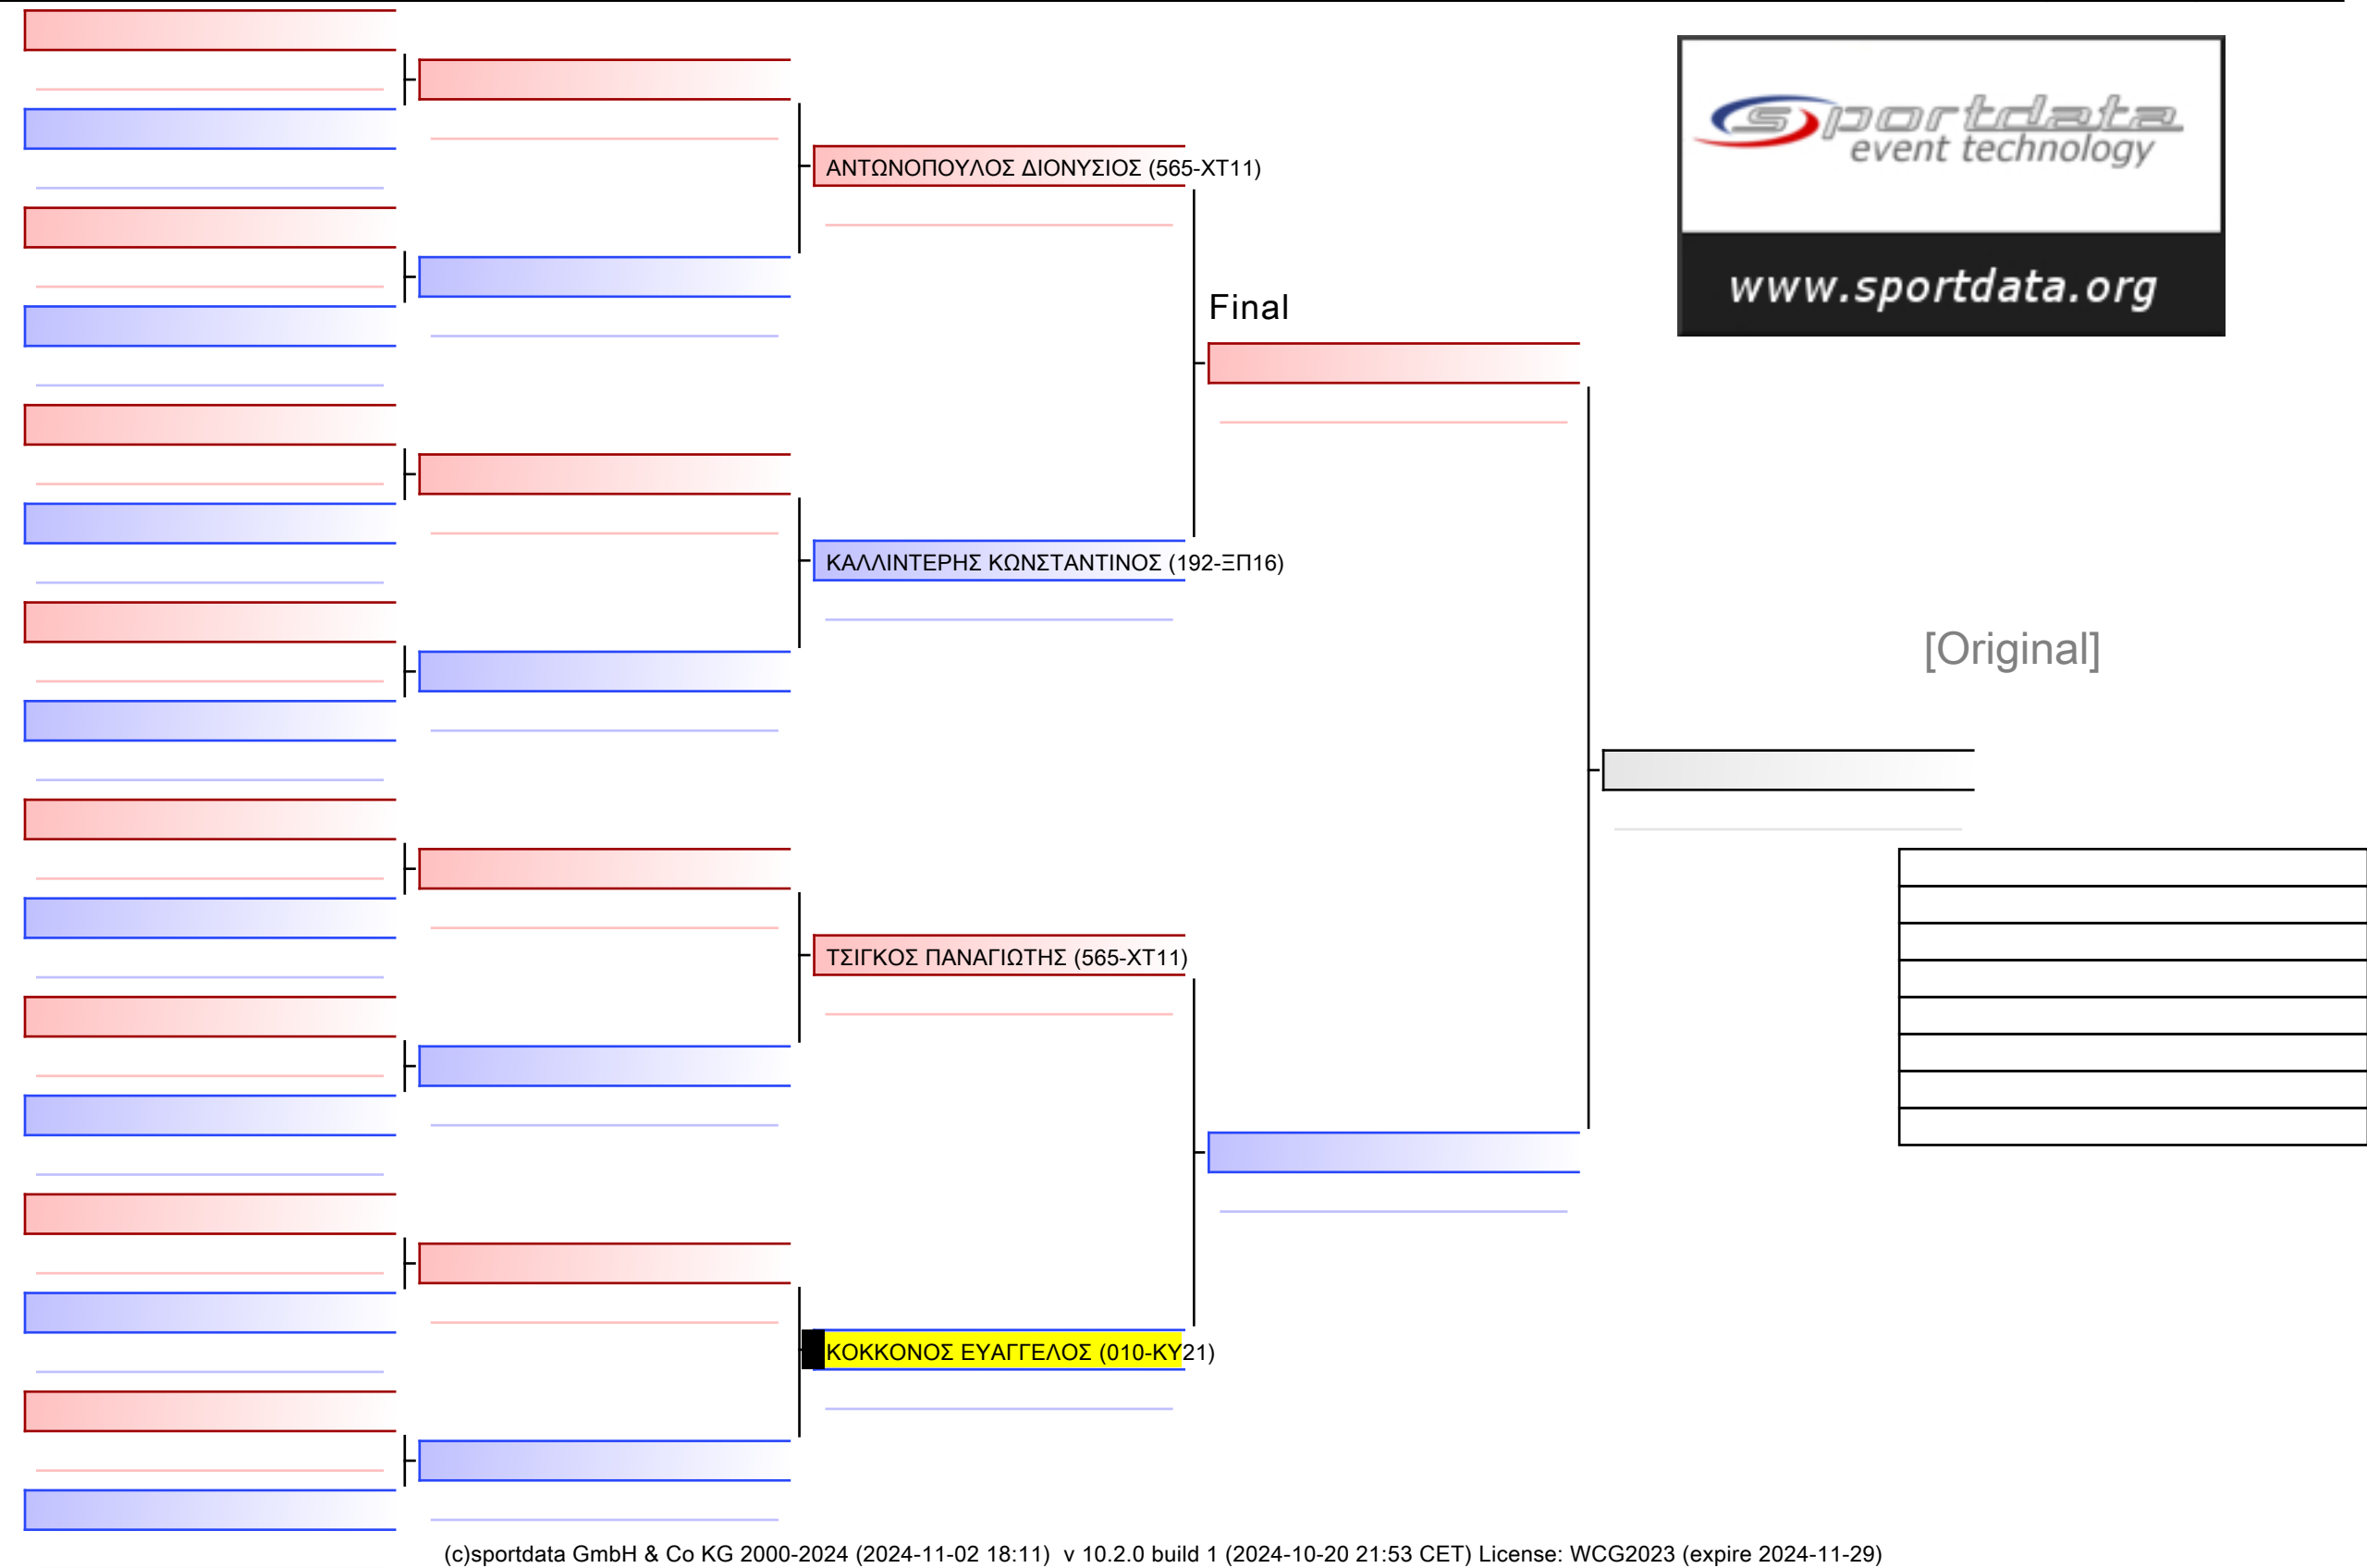 sportdata
event technology
www.sportdata.org
ΑΝΤΩΝΟΠΟΥΛΟΣ ΔΙΟΝΥΣΙΟΣ (565-ΧΤ11)
Final
ΚΑΛΛΙΝΤΕΡΗΣ ΚΩΝΣΤΑΝΤΙΝΟΣ (192-ΞΠ16)
[Original]
ΤΣΙΓΚΟΣ ΠΑΝΑΓΙΩΤΗΣ (565-ΧΤ11)
ΚΟΚΚΟΝΟΣ ΕΥΑΓΓΕΛΟΣ (010-ΚΥ21)
(c)sportdata GmbH & Co KG 2000-2024 (2024-11-02 18:11) v 10.2.0 build 1 (2024-10-20 21:53 CET) License: WCG2023 (expire 2024-11-29)